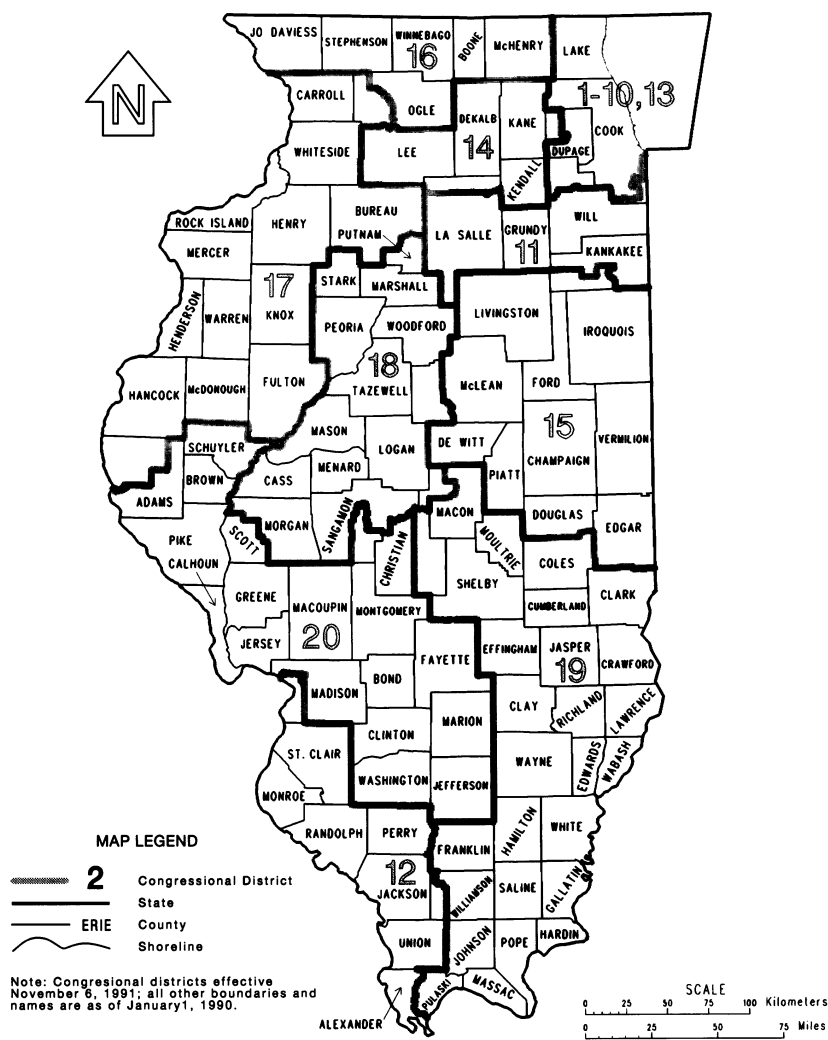 JO DAVIESS
STEPHENSON
WINNEBAGO
16
BOONE
McHENRY
LAKE
CARROLL
OGLE
DEKALB
14
KANE
1-10,13
COOK
DUPAGE
N
WHITESIDE
LEE
KENDALL
ROCK ISLAND
HENRY
BUREAU
PUTNAM
LA SALLE
GRUNDY
11
WILL
KANKAKEE
MERCER
STARK
MARSHALL
17
KNOX
HENDERSON
WARREN
PEORIA
WOODFORD
LIVINGSTON
IROQUOIS
18
TAZEWELL
HANCOCK
McDONOUGH
FULTON
McLEAN
FORD
15
CHAMPAIGN
VERMILION
MASON
LOGAN
DE WITT
PIATT
SCHUYLER
MENARD
CASS
ADAMS
BROWN
MORGAN
SANGAMON
MACON
DOUGLAS
EDGAR
PIKE
SCOTT
CHRISTIAN
MOULTRIE
COLES
CALHOUN
GREENE
MACOUPIN
20
MONTGOMERY
SHELBY
CUMBERLAND
CLARK
JERSEY
FAYETTE
EFFINGHAM
JASPER
19
CRAWFORD
MADISON
BOND
CLAY
RICHLAND
LAWRENCE
MARION
CLINTON
ST. CLAIR
WASHINGTON
JEFFERSON
WAYNE
EDWARDS
WABASH
MONROE
RANDOLPH
PERRY
FRANKLIN
HAMILTON
WHITE
12
JACKSON
WILLIAMSON
SALINE
GALLATIN
UNION
JOHNSON
POPE
HARDIN
ALEXANDER
PULASKI
MASSAC
MAP LEGEND
2 Congressional District
State
ERIE County
Shoreline
Note: Congresional districts effective
November 6, 1991; all other boundaries and
names are as of January1, 1990.
SCALE
0 25 50 75 100 Kilometers
0 25 50 75 Miles